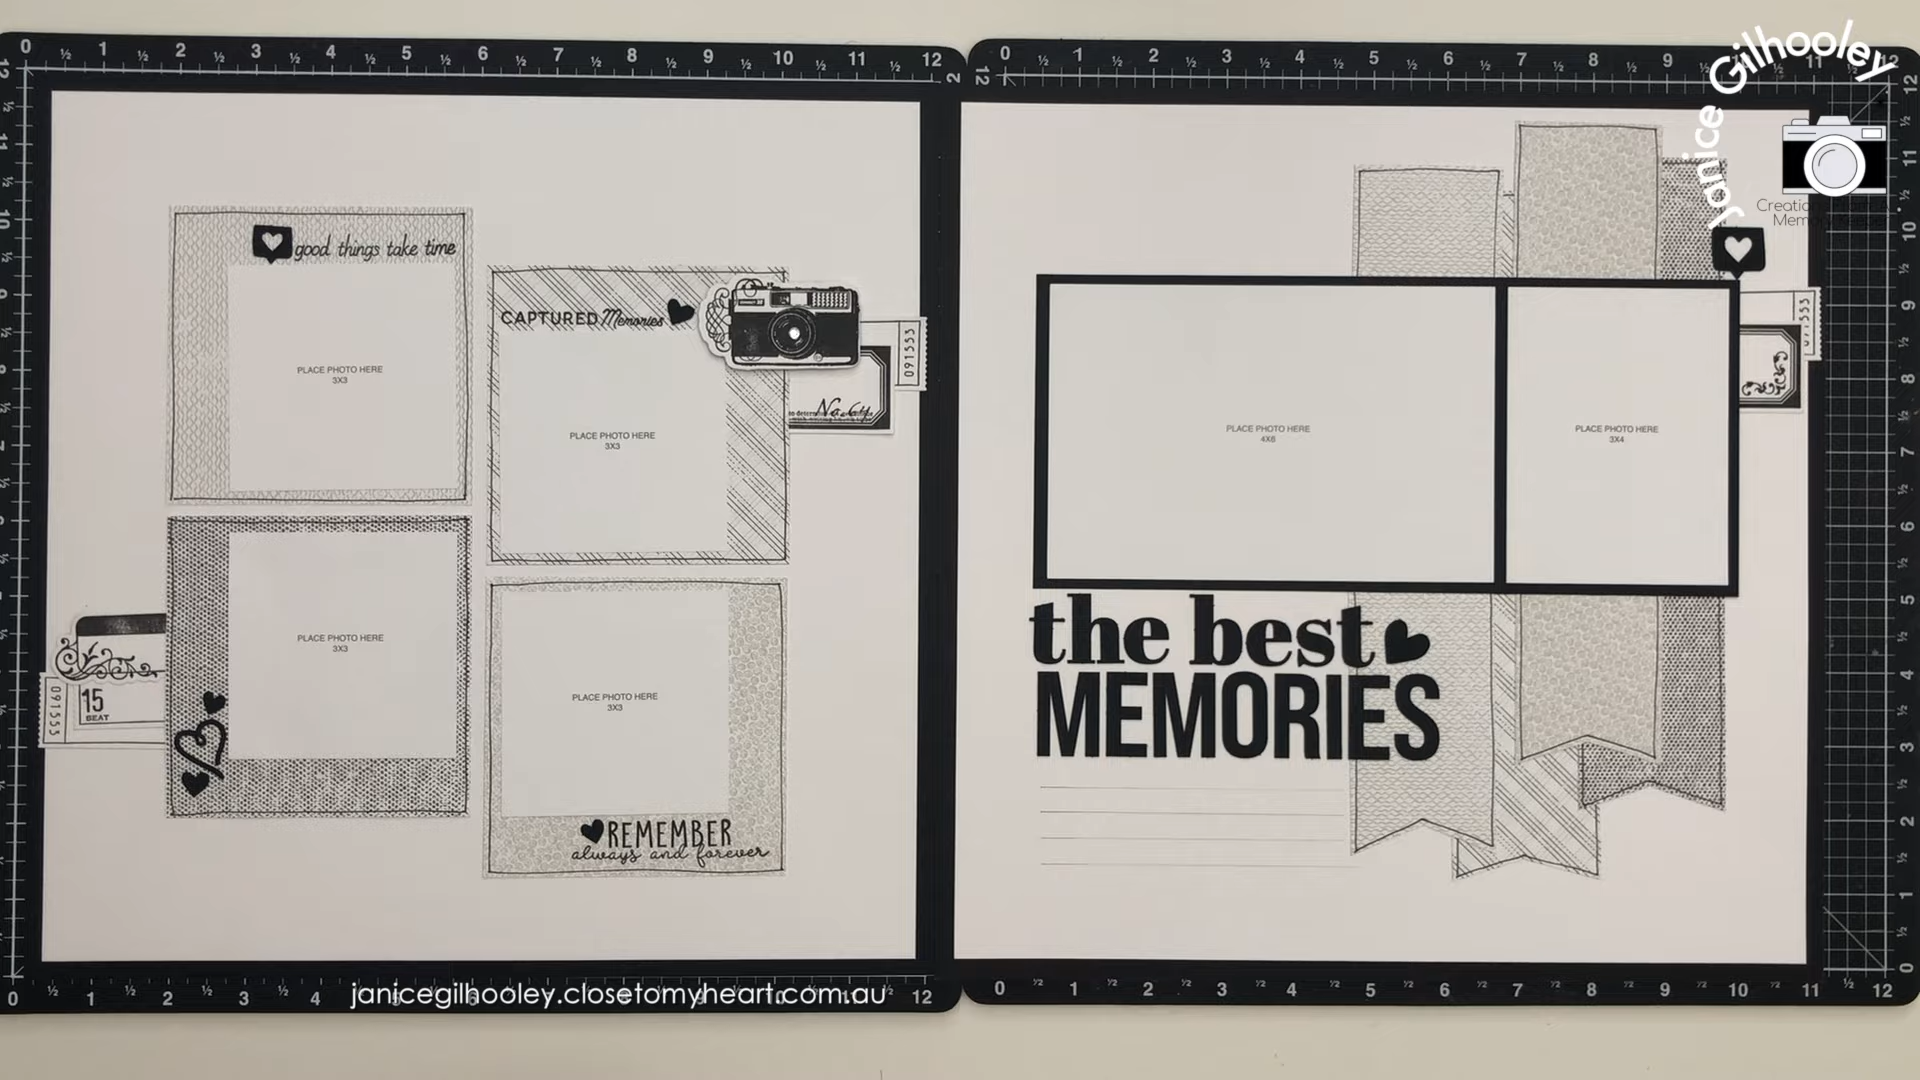 Janice Gilhooley
good things take time
PLACE PHOTO HERE
3X3
CAPTURED Memories
091553
PLACE PHOTO HERE
3X3
PLACE PHOTO HERE
3X3
091553
15
BEAT
PLACE PHOTO HERE
3X3
REMEMBER
always and forever
PLACE PHOTO HERE
4X6
PLACE PHOTO HERE
3X4
the best
MEMORIES
janicegilhooley.closetomyheart.com.au